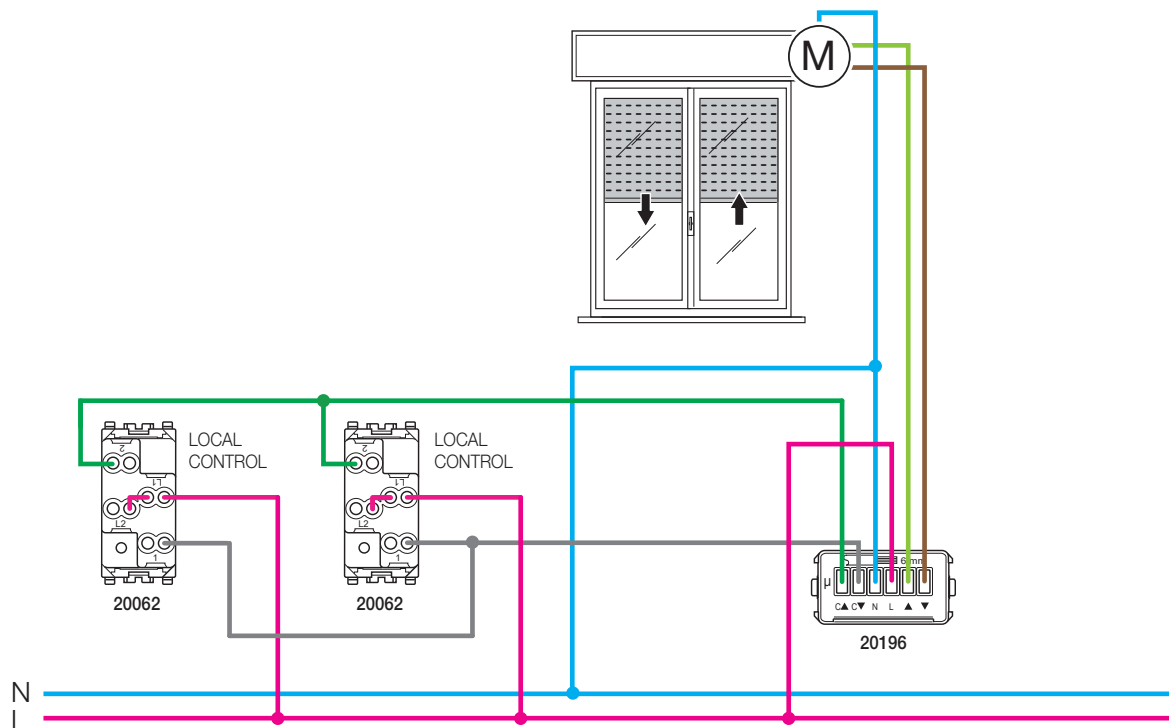 M
LOCAL
CONTROL
2
L1
L2
1
20062
LOCAL
CONTROL
2
L1
L2
1
20062
µ
C▲ C▼ N L ▲ ▼
20196
N
L